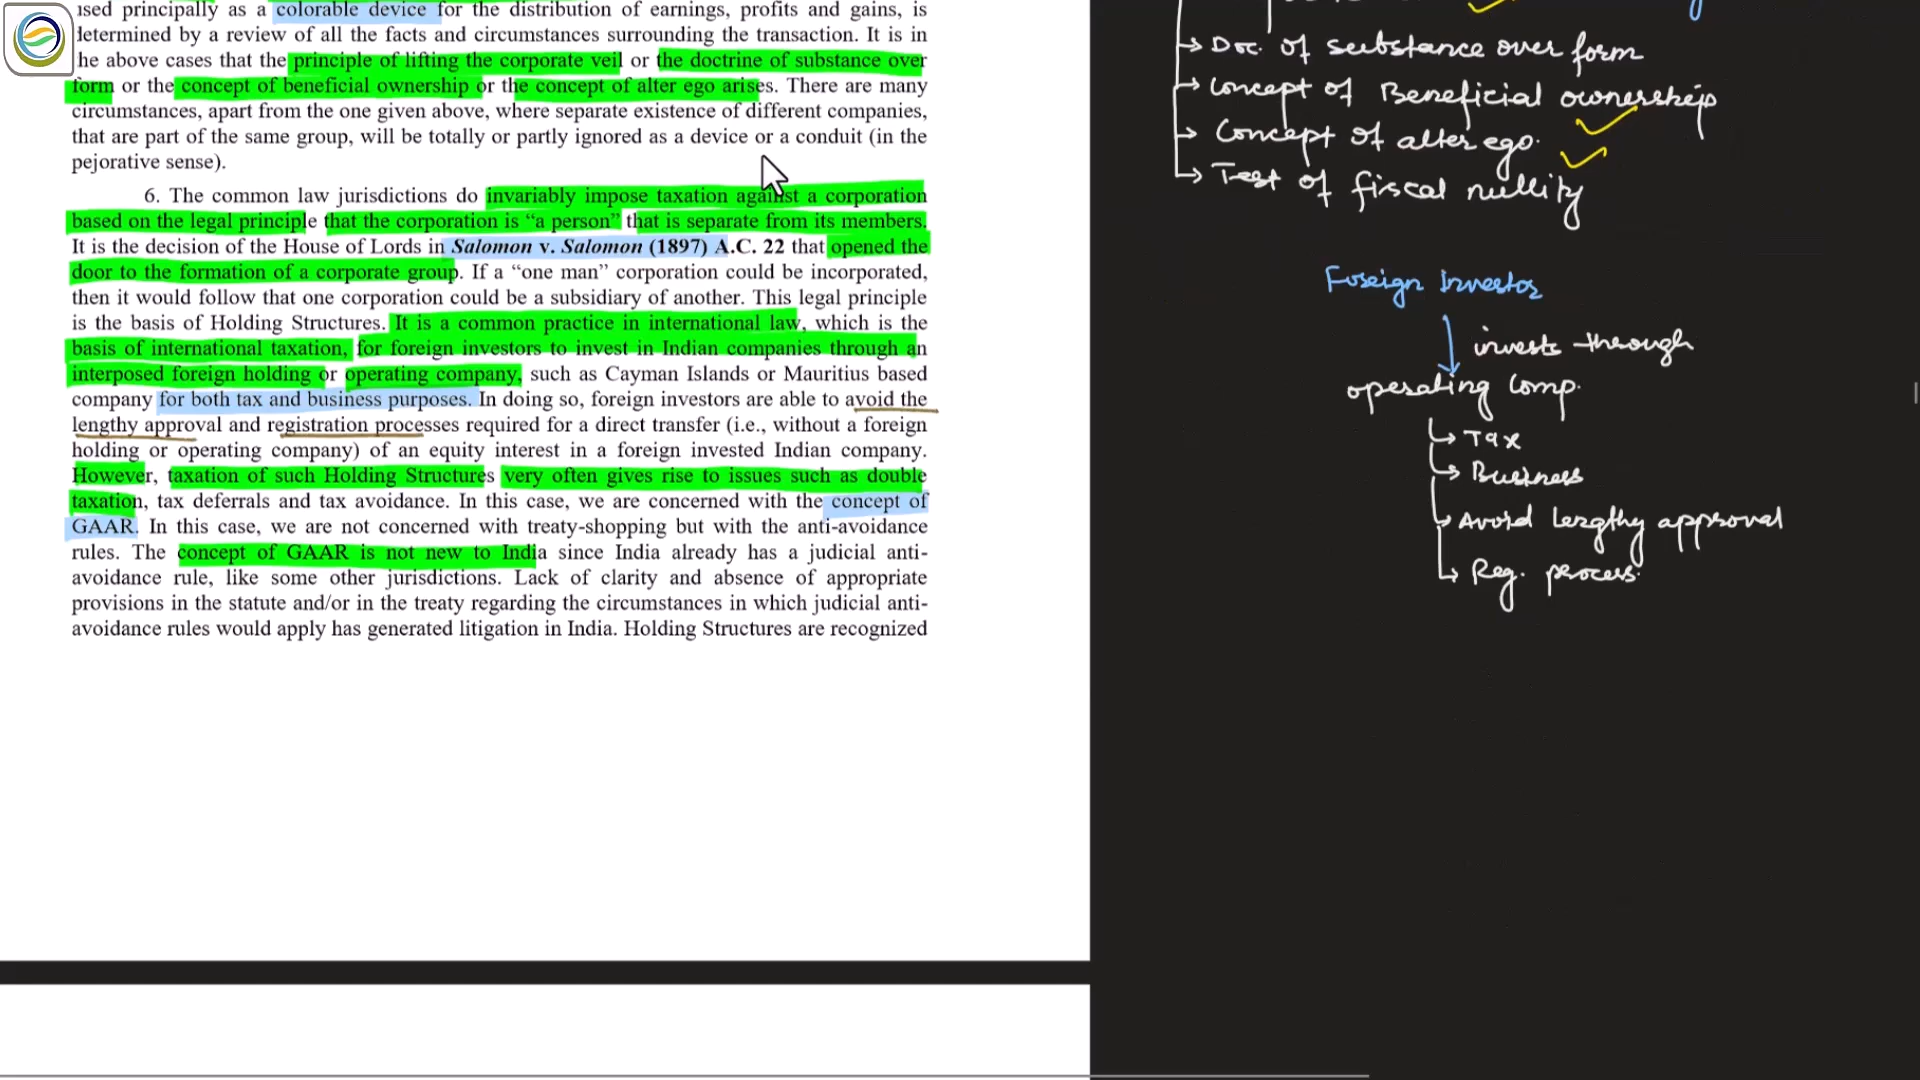 ised principally as a colorable device for the distribution of earnings, profits and gains, is
determined by a review of all the facts and circumstances surrounding the transaction. It is in
he above cases that the principle of lifting the corporate veil or the doctrine of substance over
form or the concept of beneficial ownership or the concept of alter ego arises. There are many
circumstances, apart from the one given above, where separate existence of different companies,
that are part of the same group, will be totally or partly ignored as a device or a conduit (in the
pejorative sense).
6. The common law jurisdictions do invariably impose taxation against a corporation
based on the legal principle that the corporation is “a person” that is separate from its members.
It is the decision of the House of Lords in Salomon v. Salomon (1897) A.C. 22 that opened the
door to the formation of a corporate group. If a “one man” corporation could be incorporated,
then it would follow that one corporation could be a subsidiary of another. This legal principle
is the basis of Holding Structures. It is a common practice in international law, which is the
basis of international taxation, for foreign investors to invest in Indian companies through an
interposed foreign holding or operating company, such as Cayman Islands or Mauritius based
company for both tax and business purposes. In doing so, foreign investors are able to avoid the
lengthy approval and registration processes required for a direct transfer (i.e., without a foreign
holding or operating company) of an equity interest in a foreign invested Indian company.
However, taxation of such Holding Structures very often gives rise to issues such as double
taxation, tax deferrals and tax avoidance. In this case, we are concerned with the concept of
GAAR. In this case, we are not concerned with treaty-shopping but with the anti-avoidance
rules. The concept of GAAR is not new to India since India already has a judicial anti-
avoidance rule, like some other jurisdictions. Lack of clarity and absence of appropriate
provisions in the statute and/or in the treaty regarding the circumstances in which judicial anti-
avoidance rules would apply has generated litigation in India. Holding Structures are recognized
Doc. of substance over form
Concept of Beneficial ownership
Concept of alter ego.
Test of fiscal nullity
Foreign Investor
invests through
operating Comp.
Tax
Business
Avoid lengthy approval
Reg. process.